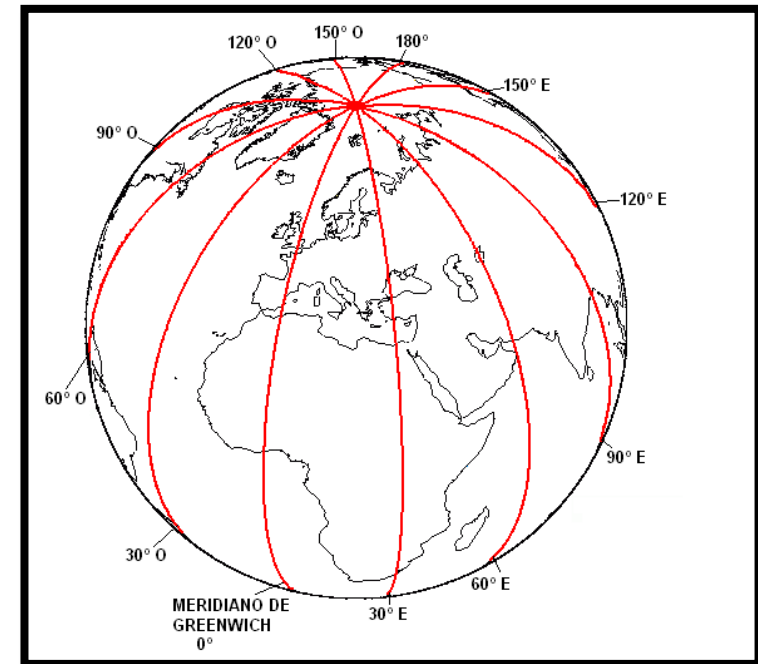 150° O
180°
120° O
150° E
90° O
120° E
60° O
90° E
30° O
60° E
MERIDIANO DE
GREENWICH
0°
30° E